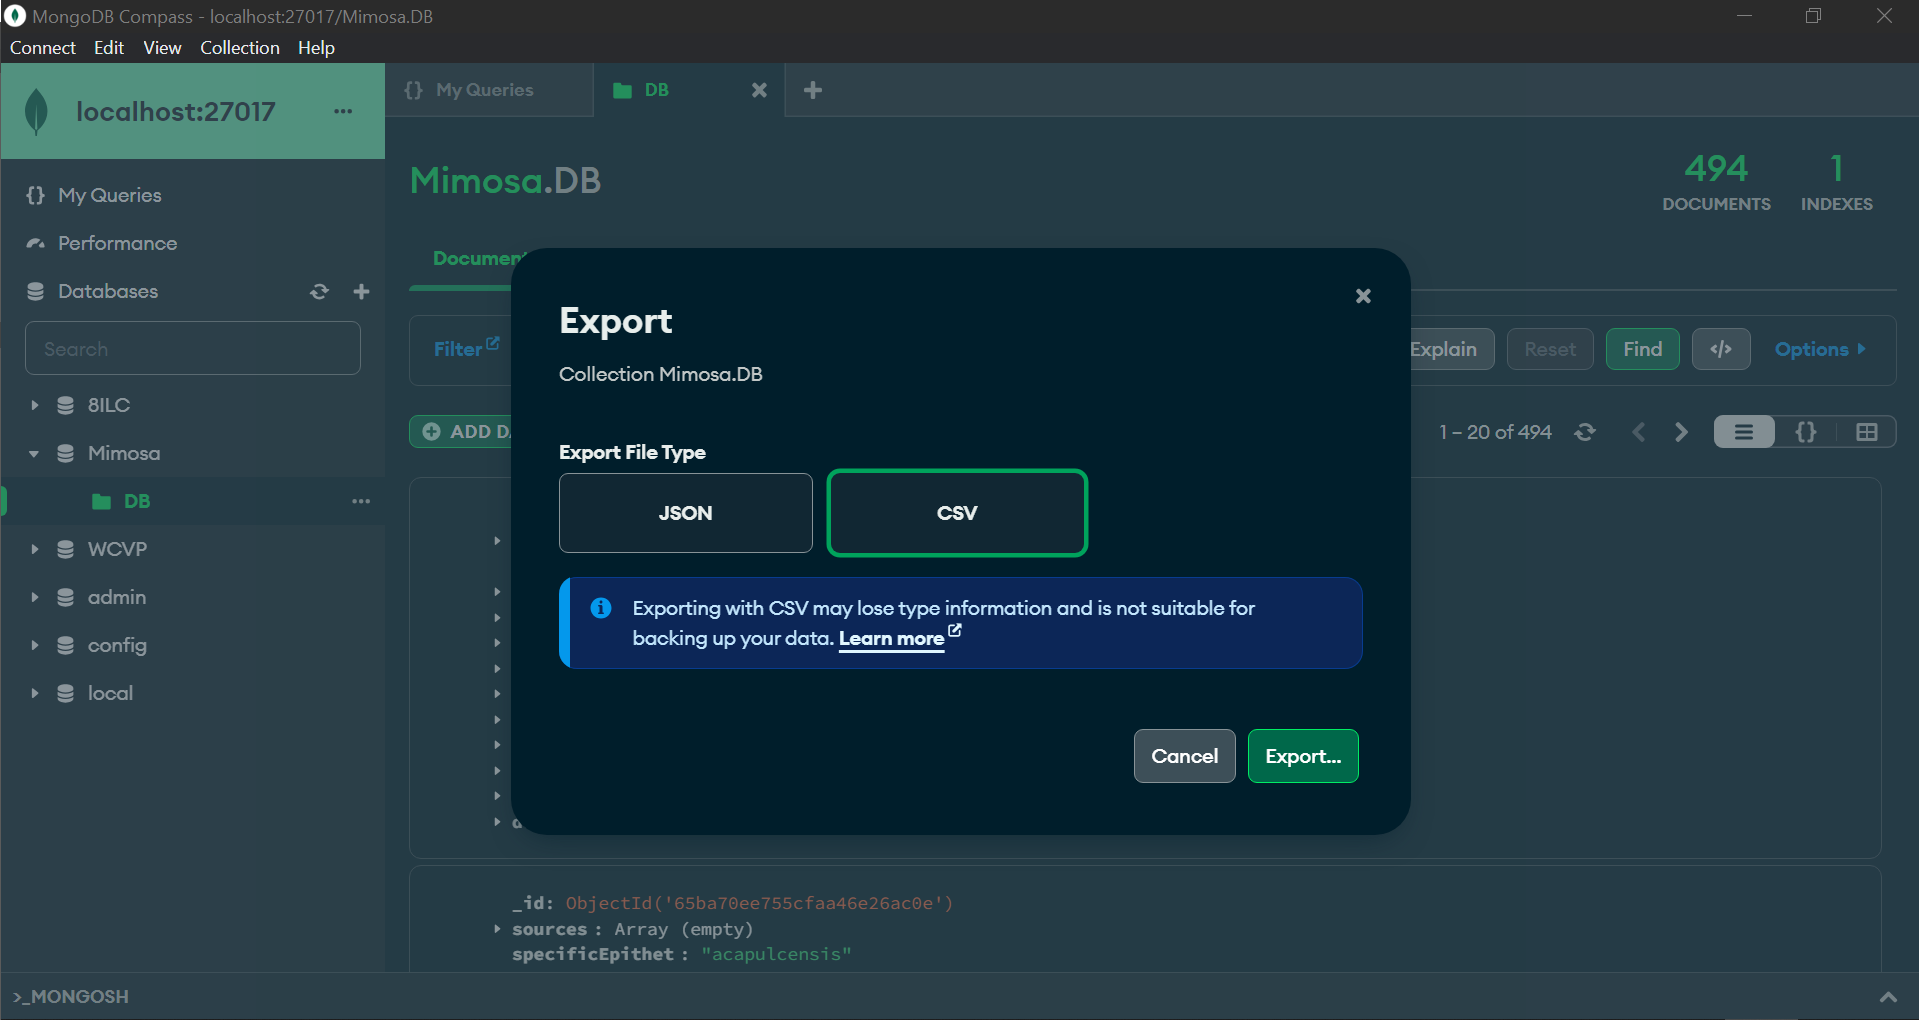 MongoDB Compass - localhost:27017/Mimosa.DB
Connect Edit View Collection Help
localhost:27017 ...
{} My Queries
DB
My Queries
Performance
Databases
Search
8ILC
Mimosa
DB
WCVP
admin
config
local
Mimosa.DB
494
DOCUMENTS
1
INDEXES
Document
Filter
Explain
Reset
Find
</>
Options
ADD D
1 – 20 of 494
{}
Export
Collection Mimosa.DB
Export File Type
JSON
CSV
Exporting with CSV may lose type information and is not suitable for
backing up your data. Learn more
Cancel
Export...
_id: ObjectId('65ba70ee755cfaa46e26ac0e')
sources : Array (empty)
specificEpithet : "acapulcensis"
>_MONGOSH